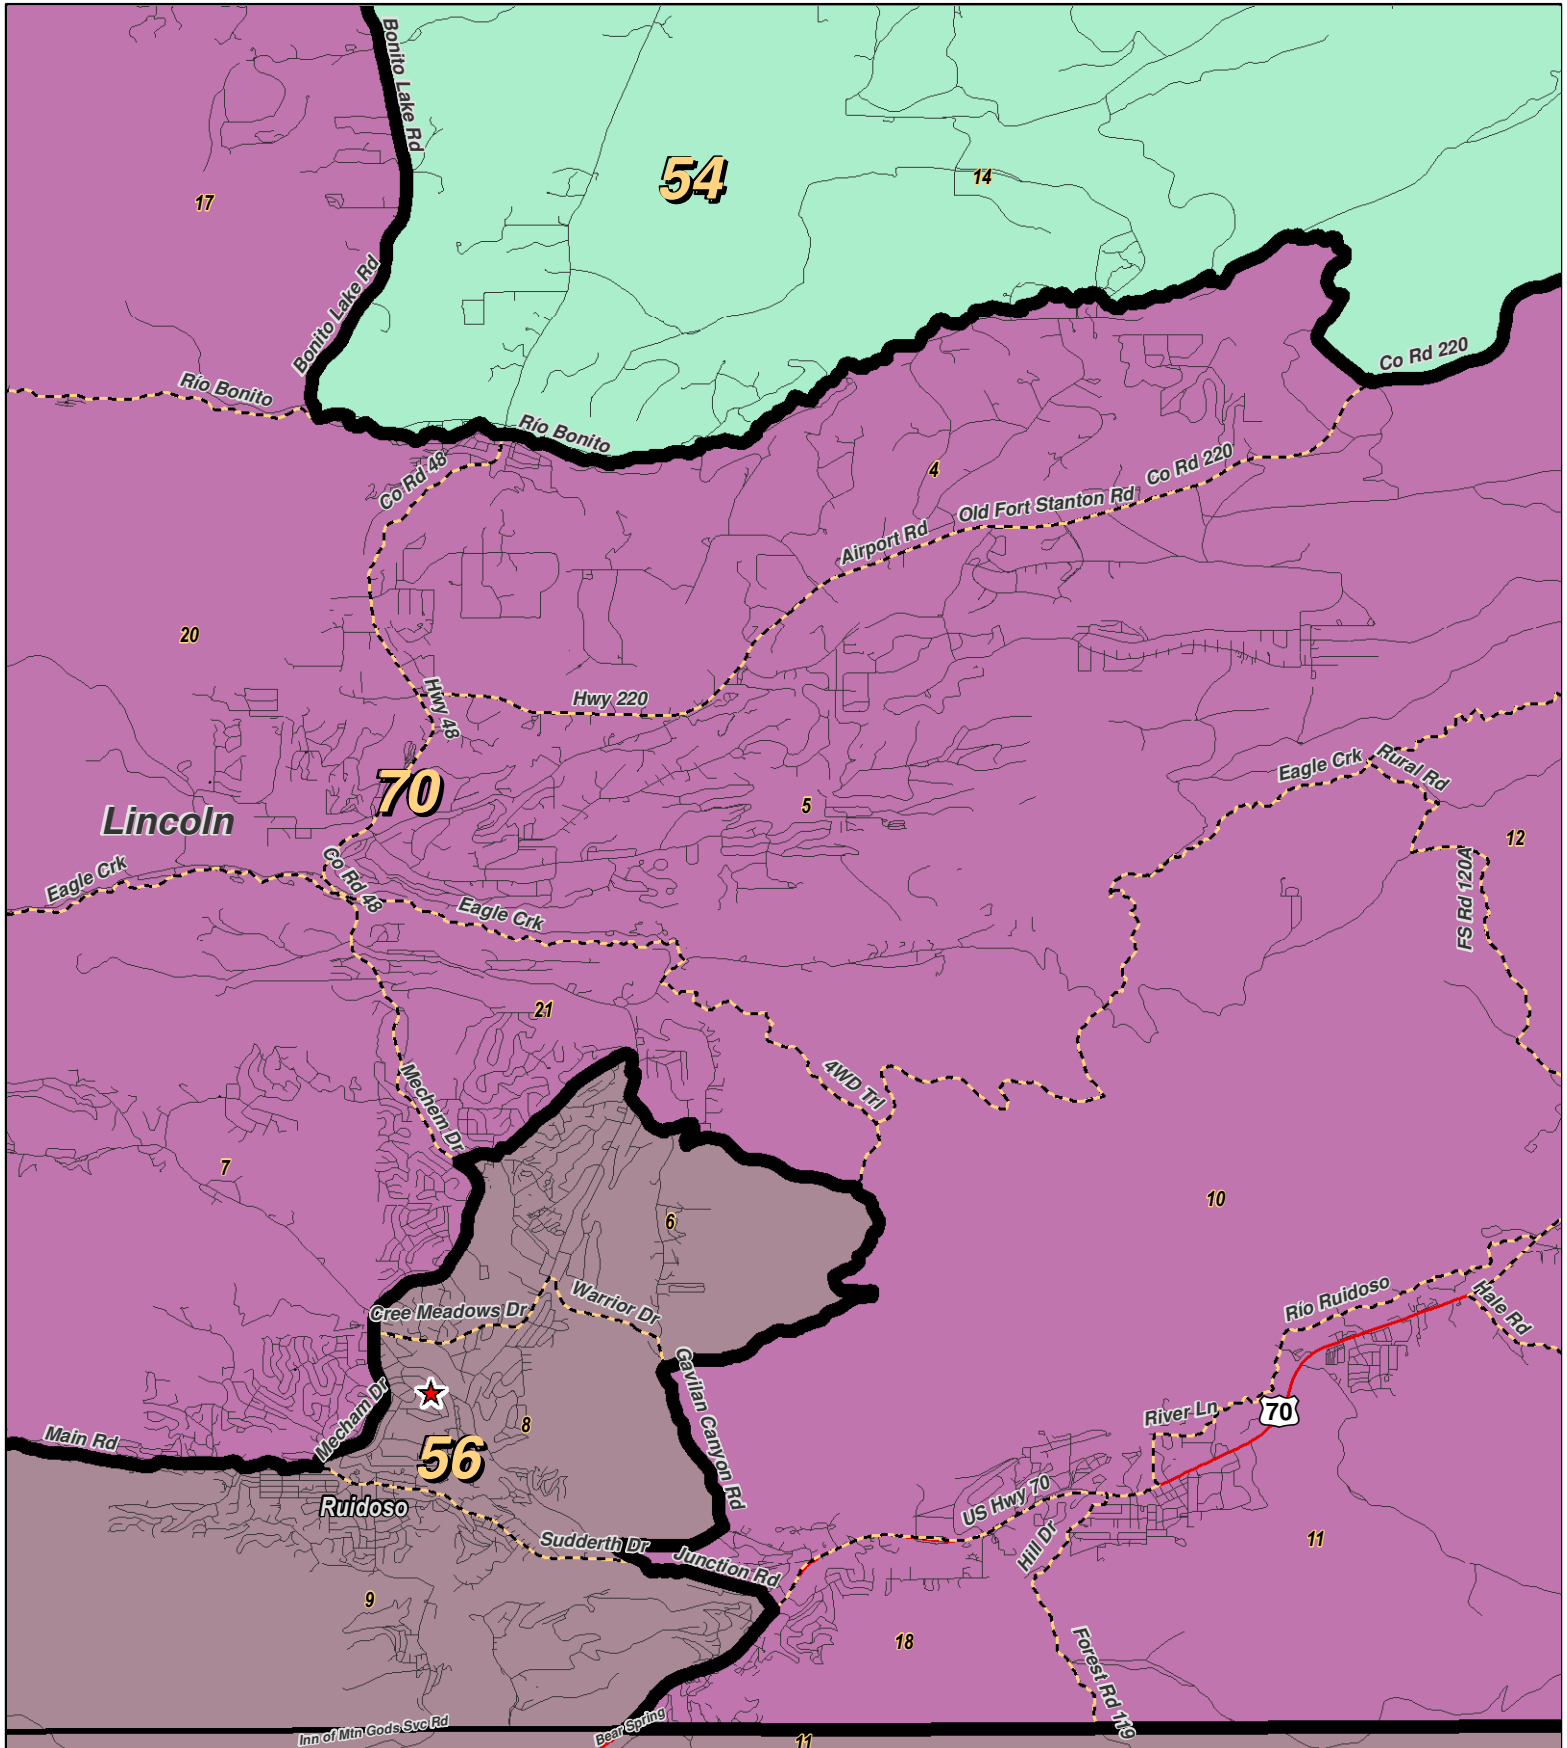 Bonito Lake Rd
54
14
17
Bonito Lake Rd
Co Rd 220
Río Bonito
Río Bonito
Co Rd 48
4
Co Rd 220
Old Fort Stanton Rd
Airport Rd
20
Hwy 48
Hwy 220
70
Eagle Crk
Rural Rd
Lincoln
5
12
Eagle Crk
Co Rd 48
Eagle Crk
FS Rd 120A
21
4WD Trl
Mechem Dr
7
10
6
Río Ruidoso
Hale Rd
Cree Meadows Dr
Warrior Dr
Gavilan Canyon Rd
Mecham Dr
70
River Ln
8
Main Rd
56
Ruidoso
US Hwy 70
Sudderth Dr
Junction Rd
Hill Dr
11
9
18
Forest Rd 119
Inn of Mtn Gods Svc Rd
Bear Spring
11